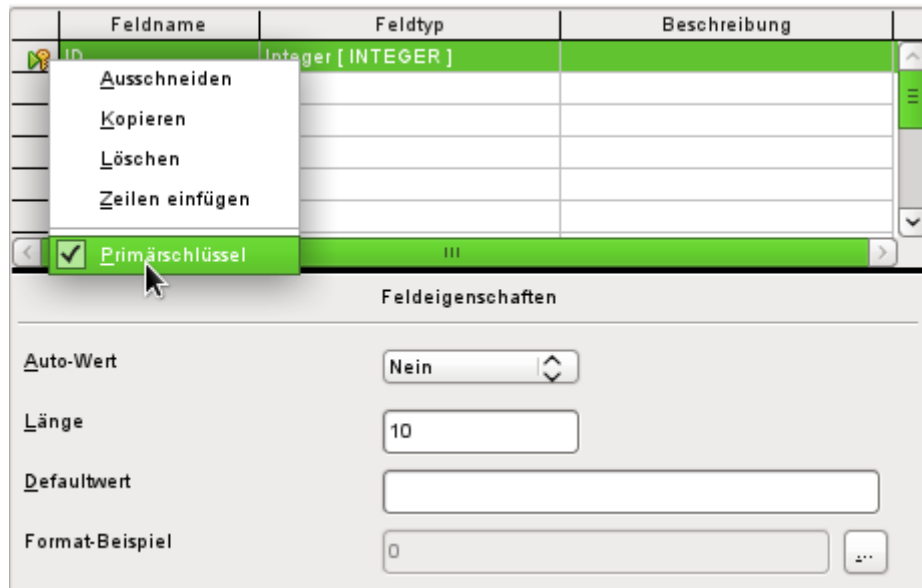 Feldname Feldtyp Beschreibung
ID Integer [ INTEGER ]
Ausschneiden
Kopieren
Löschen
Zeilen einfügen
Primärschlüssel
Feldeigenschaften
Auto-Wert Nein
Länge 10
Defaultwert
Format-Beispiel 0 ...